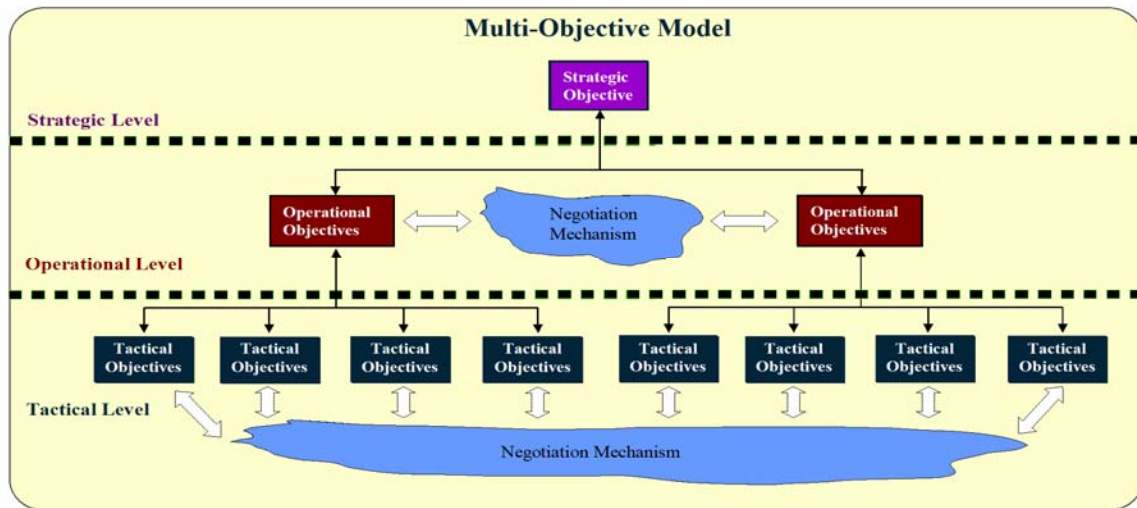 Multi-Objective Model
Strategic
Objective
Strategic Level
Operational
Objectives
Negotiation
Mechanism
Operational
Objectives
Operational Level
Tactical
Objectives
Tactical
Objectives
Tactical
Objectives
Tactical
Objectives
Tactical
Objectives
Tactical
Objectives
Tactical
Objectives
Tactical
Objectives
Tactical Level
Negotiation Mechanism